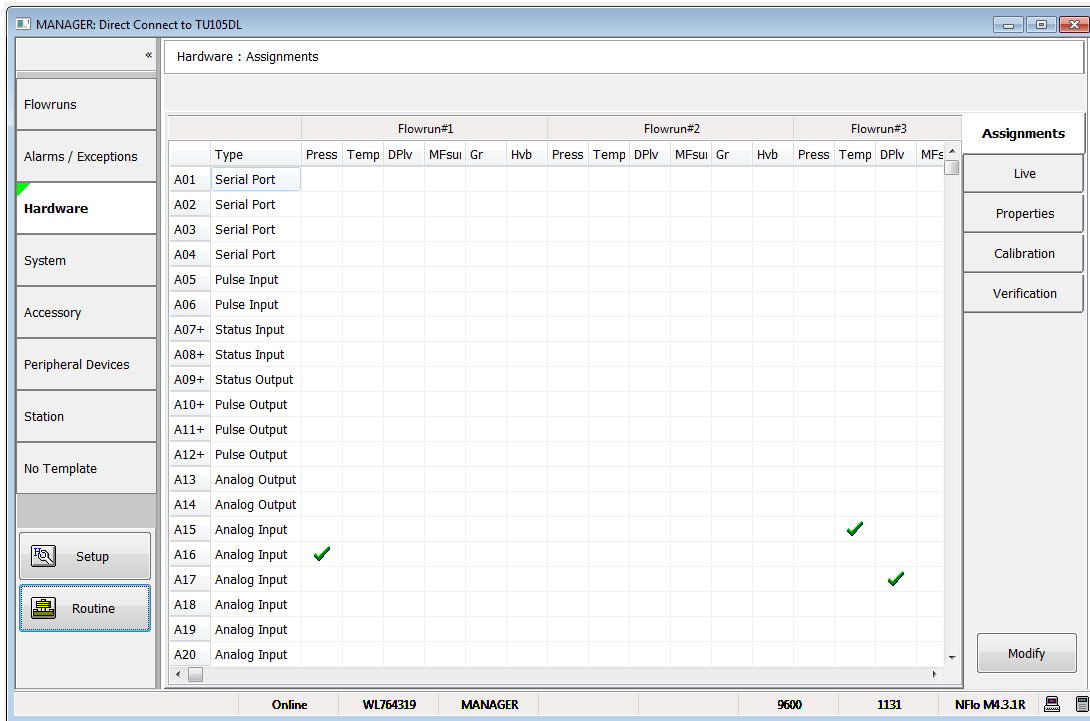 MANAGER: Direct Connect to TU105DL
«
Hardware : Assignments
Flowruns
Alarms / Exceptions
Hardware
System
Accessory
Peripheral Devices
Station
No Template
Setup
Routine
Flowrun#1 Flowrun#2 Flowrun#3
Type Press Temp DPlv MFsur Gr Hvb Press Temp DPlv MFsur Gr Hvb Press Temp DPlv MFs
A01 Serial Port
A02 Serial Port
A03 Serial Port
A04 Serial Port
A05 Pulse Input
A06 Pulse Input
A07+ Status Input
A08+ Status Input
A09+ Status Output
A10+ Pulse Output
A11+ Pulse Output
A12+ Pulse Output
A13 Analog Output
A14 Analog Output
A15 Analog Input
A16 Analog Input
A17 Analog Input
A18 Analog Input
A19 Analog Input
A20 Analog Input
Assignments
Live
Properties
Calibration
Verification
Modify
Online WL764319 MANAGER 9600 1131 NFlo M4.3.1R